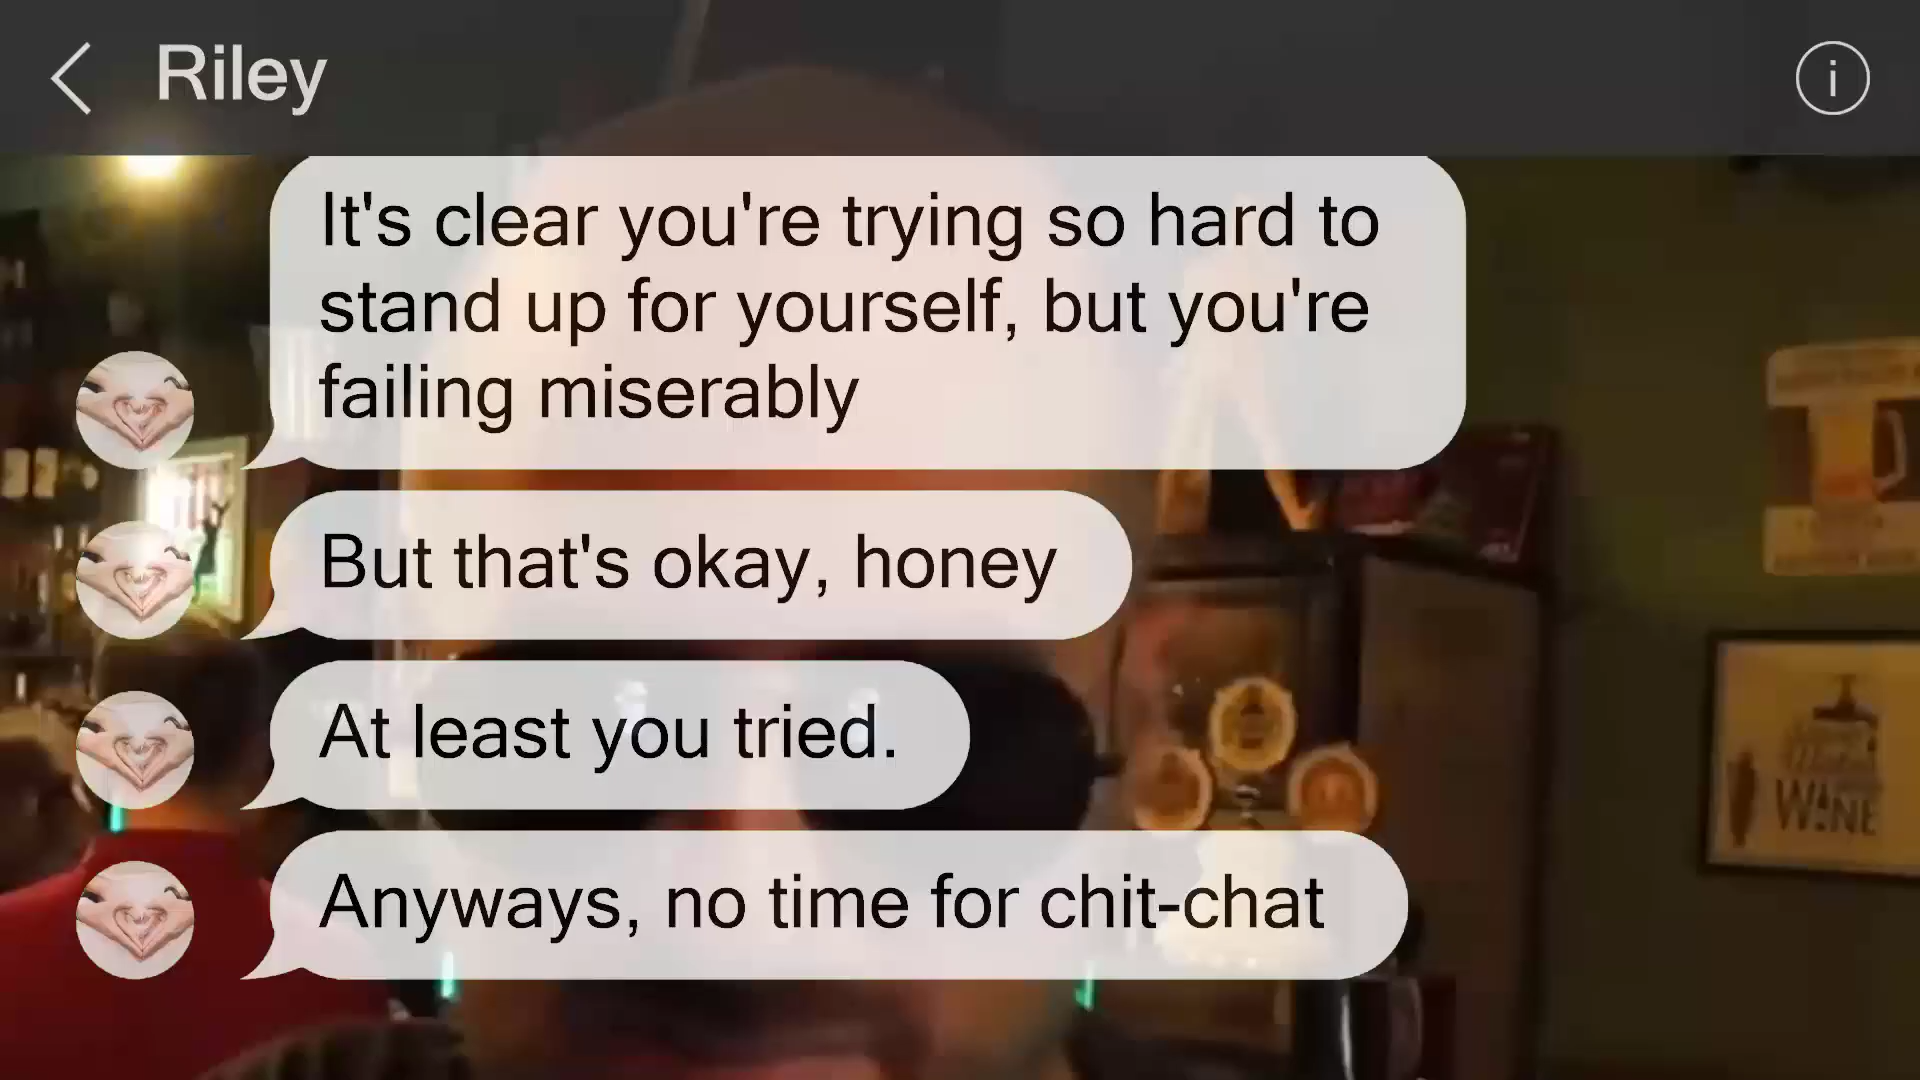 Riley
i
It's clear you're trying so hard to
stand up for yourself, but you're
failing miserably
But that's okay, honey
At least you tried.
Anyways, no time for chit-chat
WINE